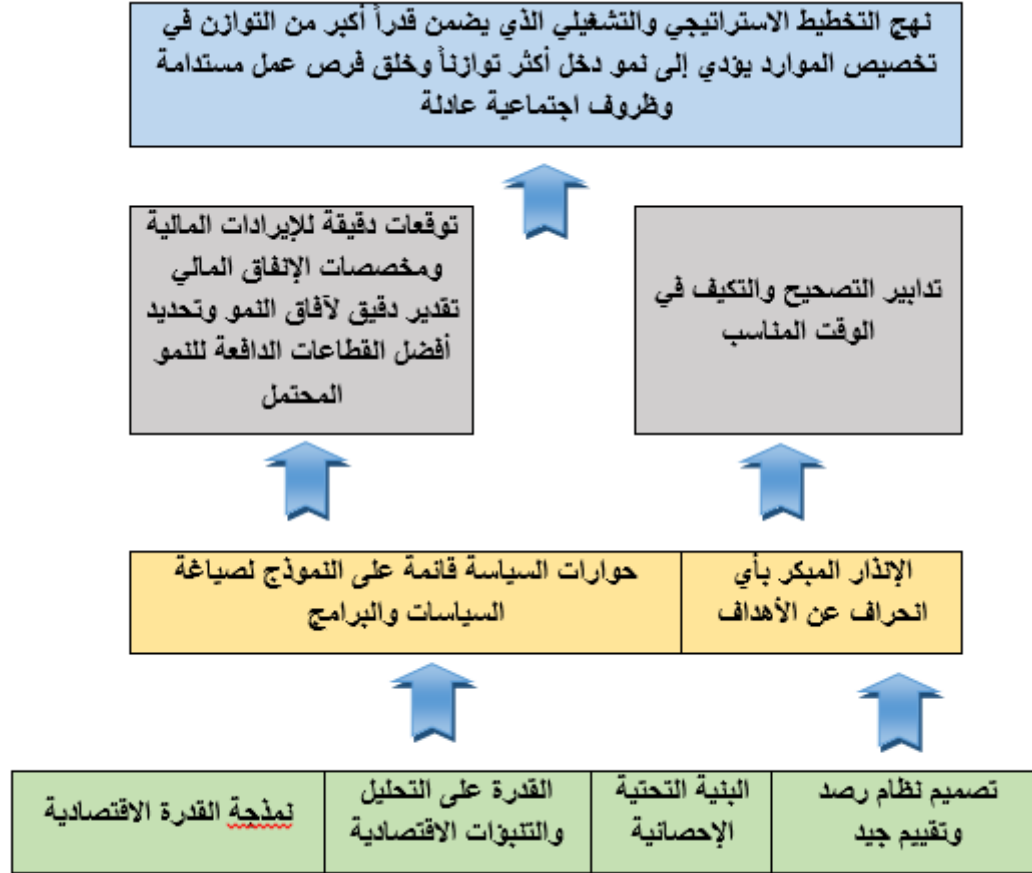 نهج التخطيط الاستراتيجي والتشغيلي الذي يضمن قدراً أكبر من التوازن في
تخصيص الموارد يؤدي إلى نمو دخل أكثر توازناً وخلق فرص عمل مستدامة
وظروف اجتماعية عادلة
تدابير التصحيح والتكيف في
الوقت المناسب
توقعات دقيقة للإيرادات المالية
ومخصصات الإنفاق المالي
تقدير دقيق لآفاق النمو وتحديد
أفضل القطاعات الدافعة للنمو
المحتمل
الإنذار المبكر بأي
انحراف عن الأهداف
حوارات السياسة قائمة على النموذج لصياغة
السياسات والبرامج
تصميم نظام رصد
وتقييم جيد
البنية التحتية
الإحصائية
القدرة على التحليل
والتنبؤات الاقتصادية
نمذجة القدرة الاقتصادية